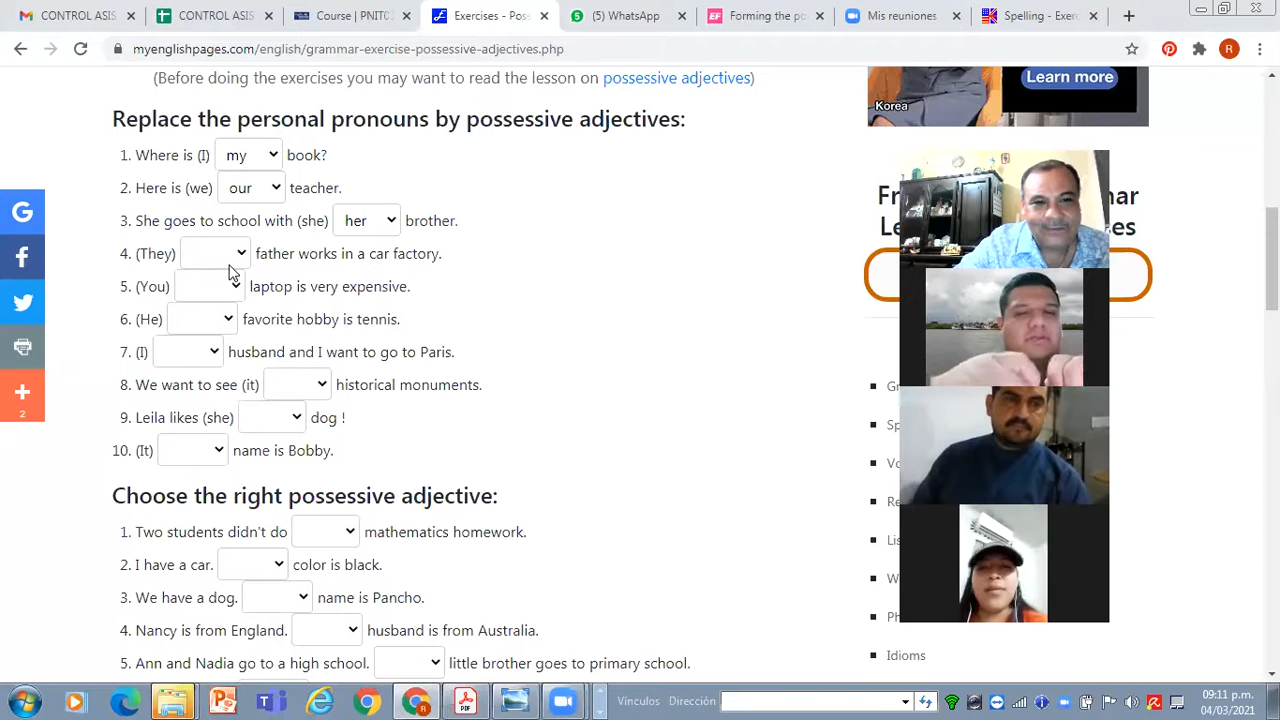 CONTROL ASIS
CONTROL ASIS
Course | PNITC
Exercises - Pos
5
(5) WhatsApp
EF
Forming the po
Mis reuniones
Spelling - Exer
myenglishpages.com/english/grammar-exercise-possessive-adjectives.php
R
(Before doing the exercise you may want to read the lesson on possessive adjectives)
Learn more
Korea
Replace the personal pronouns by possessive adjectives:
1. Where is (I) my book?
2. Here is (we) our teacher.
3. She goes to school with (she) her brother.
4. (They) father works in a car factory.
5. (You) laptop is very expensive.
6. (He) favorite hobby is tennis.
7. (I) husband and I want to go to Paris.
8. We want to see (it) historical monuments.
9. Leila likes (she) dog !
10. (It) name is Bobby.
2
Choose the right possessive adjective:
1. Two students didn't do mathematics homework.
2. I have a car. color is black.
3. We have a dog. name is Pancho.
4. Nancy is from England. husband is from Australia.
5. Ann and Nadia go to a high school. little brother goes to primary school.
Idioms
Vínculos
Dirección
09:11 p.m.
04/03/2021